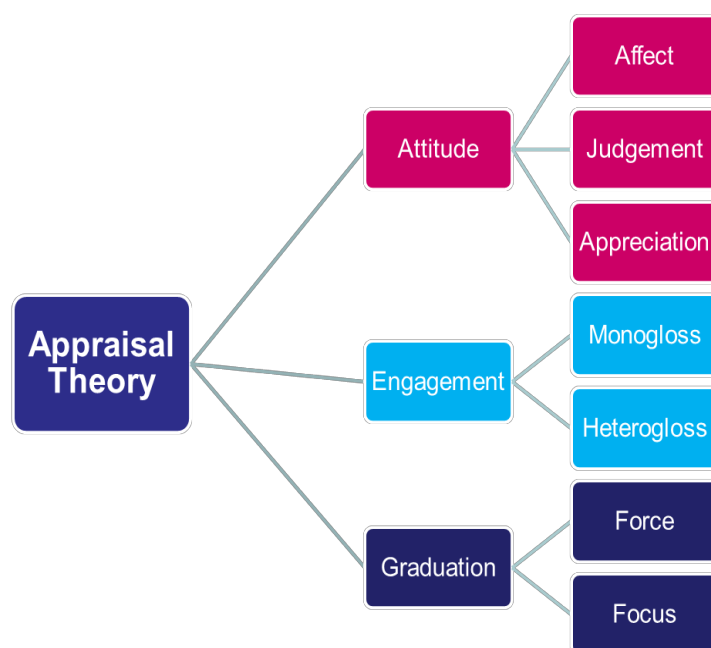 Appraisal
Theory
Attitude
Affect
Judgement
Appreciation
Engagement
Monogloss
Heterogloss
Graduation
Force
Focus